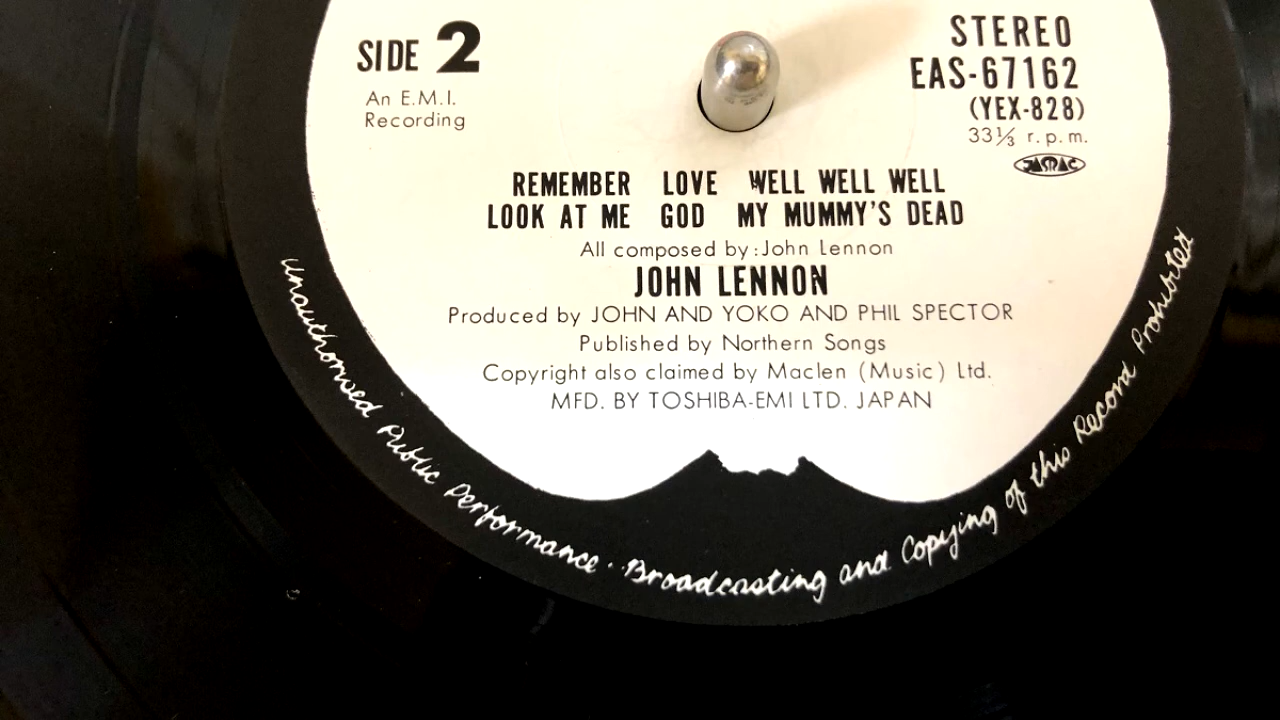 SIDE 2
An E.M.I.
Recording
STEREO
EAS-67162
(YEX-828)
33⅓ r.p.m.
JASRAC
REMEMBER LOVE WELL WELL WELL
LOOK AT ME GOD MY MUMMY'S DEAD
All composed by:John Lennon
JOHN LENNON
Produced by JOHN AND YOKO AND PHIL SPECTOR
Published by Northern Songs
Copyright also claimed by Maclen (Music) Ltd.
MFD. BY TOSHIBA-EMI LTD. JAPAN
Unauthorized Public Performance · Broadcasting and Copying of this Record Prohibited